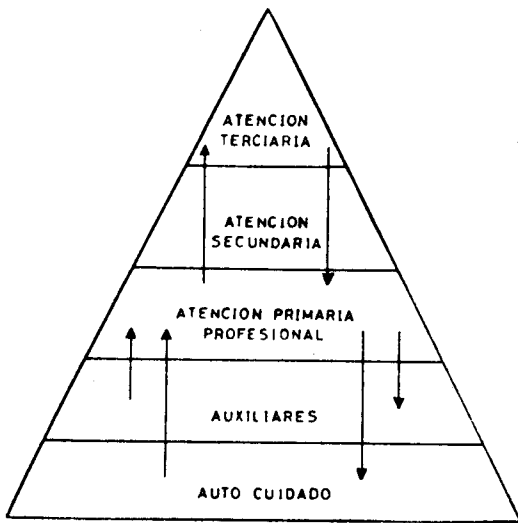 ATENCION
TERCIARIA
ATENCION
SECUNDARIA
ATENCION PRIMARIA
PROFESIONAL
AUXILIARES
AUTO CUIDADO